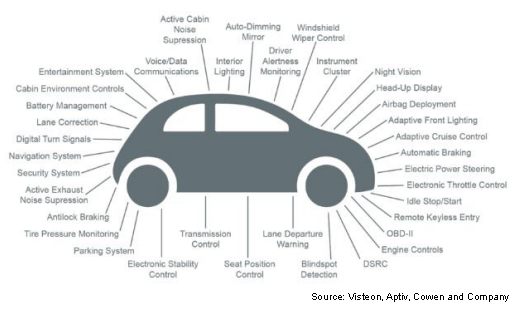 Active Cabin
Noise
Supression
Auto-Dimming
Mirror
Windshield
Wiper Control
Voice/Data
Communications
Interior
Lighting
Driver
Alertness
Monitoring
Instrument
Cluster
Entertainment System
Night Vision
Cabin Environment Controls
Head-Up Display
Battery Management
Airbag Deployment
Lane Correction
Adaptive Front Lighting
Digital Turn Signals
Adaptive Cruise Control
Navigation System
Automatic Braking
Security System
Electric Power Steering
Active Exhaust
Noise Supression
Electronic Throttle Control
Idle Stop/Start
Antilock Braking
Remote Keyless Entry
Tire Pressure Monitoring
OBD-II
Parking System
Engine Controls
Electronic Stability
Control
Transmission
Control
Seat Position
Control
Lane Departure
Warning
Blindspot
Detection
DSRC
Source: Visteon, Aptiv, Cowen and Company